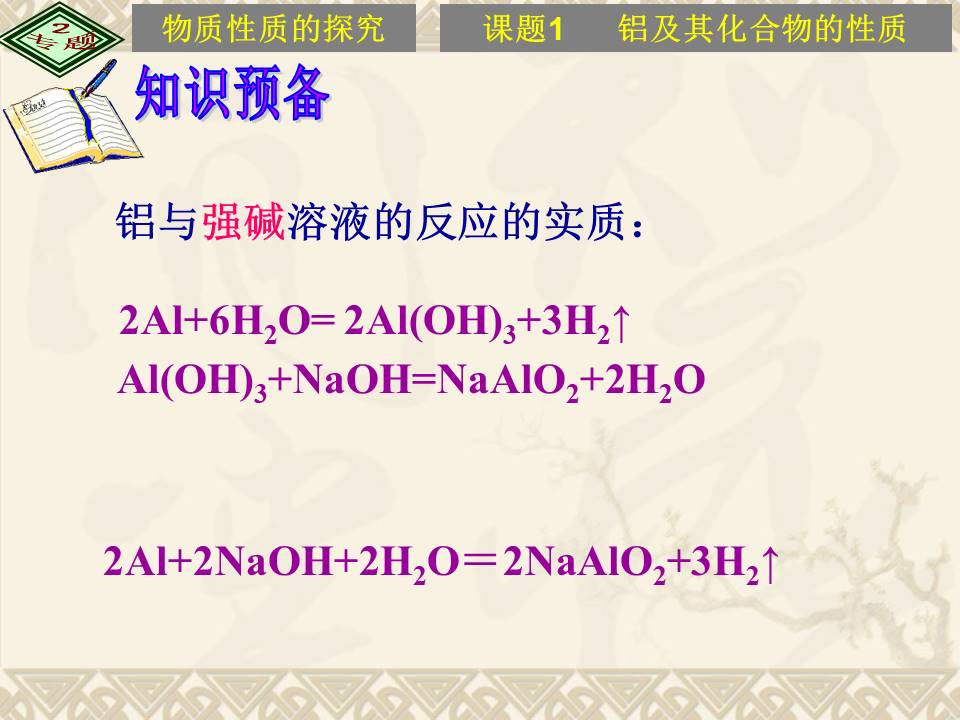 2
专题
物质性质的探究
课题1 铝及其化合物的性质
知识预备
铝与强碱溶液的反应的实质：
2Al+6H₂O= 2Al(OH)₃+3H₂↑
Al(OH)₃+NaOH=NaAlO₂+2H₂O
2Al+2NaOH+2H₂O＝2NaAlO₂+3H₂↑